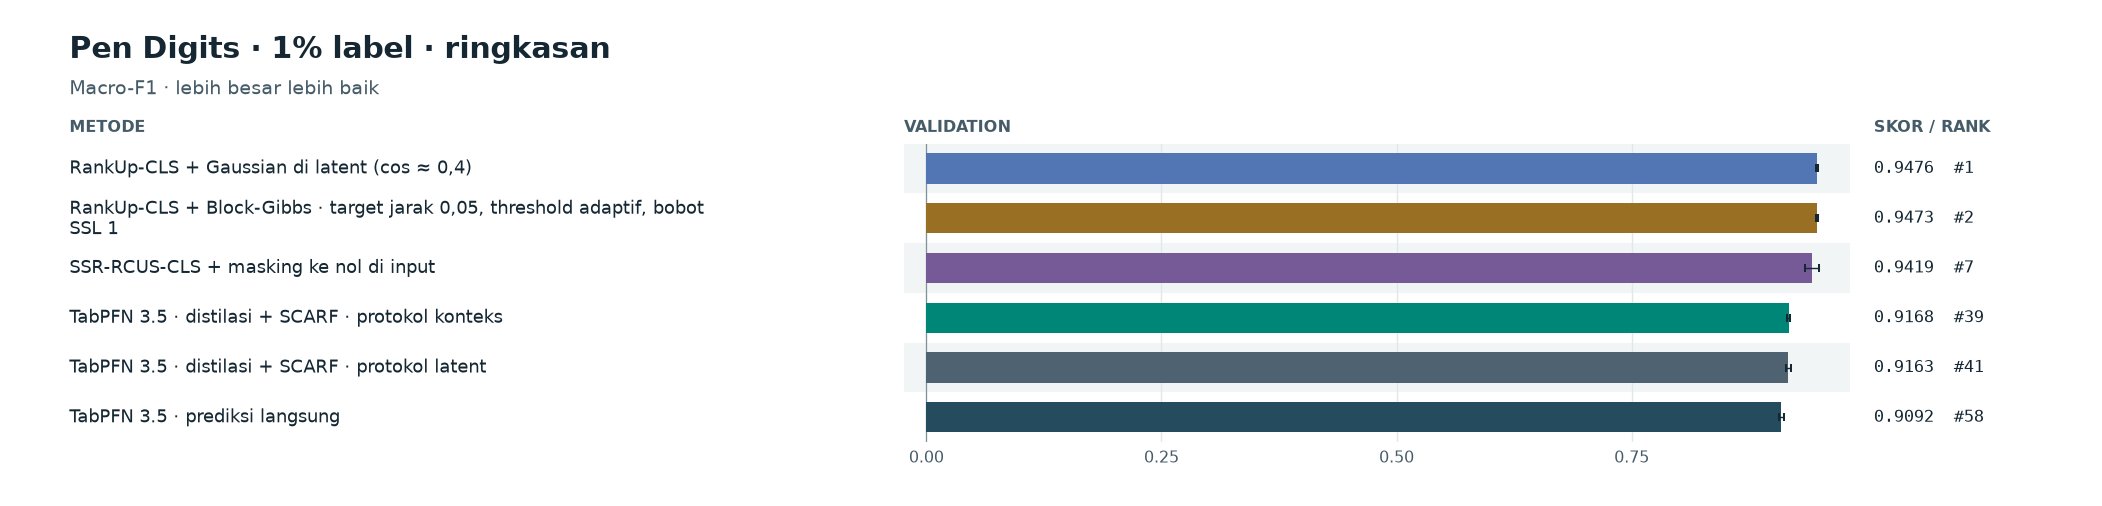 Pen Digits · 1% label · ringkasan
Macro-F1 · lebih besar lebih baik
METODE VALIDATION SKOR / RANK
RankUp-CLS + Gaussian di latent (cos ≈ 0,4) 0.9476 #1
RankUp-CLS + Block-Gibbs · target jarak 0,05, threshold adaptif, bobot
SSL 1 0.9473 #2
SSR-RCUS-CLS + masking ke nol di input 0.9419 #7
TabPFN 3.5 · distilasi + SCARF · protokol konteks 0.9168 #39
TabPFN 3.5 · distilasi + SCARF · protokol latent 0.9163 #41
TabPFN 3.5 · prediksi langsung 0.9092 #58
0.00 0.25 0.50 0.75